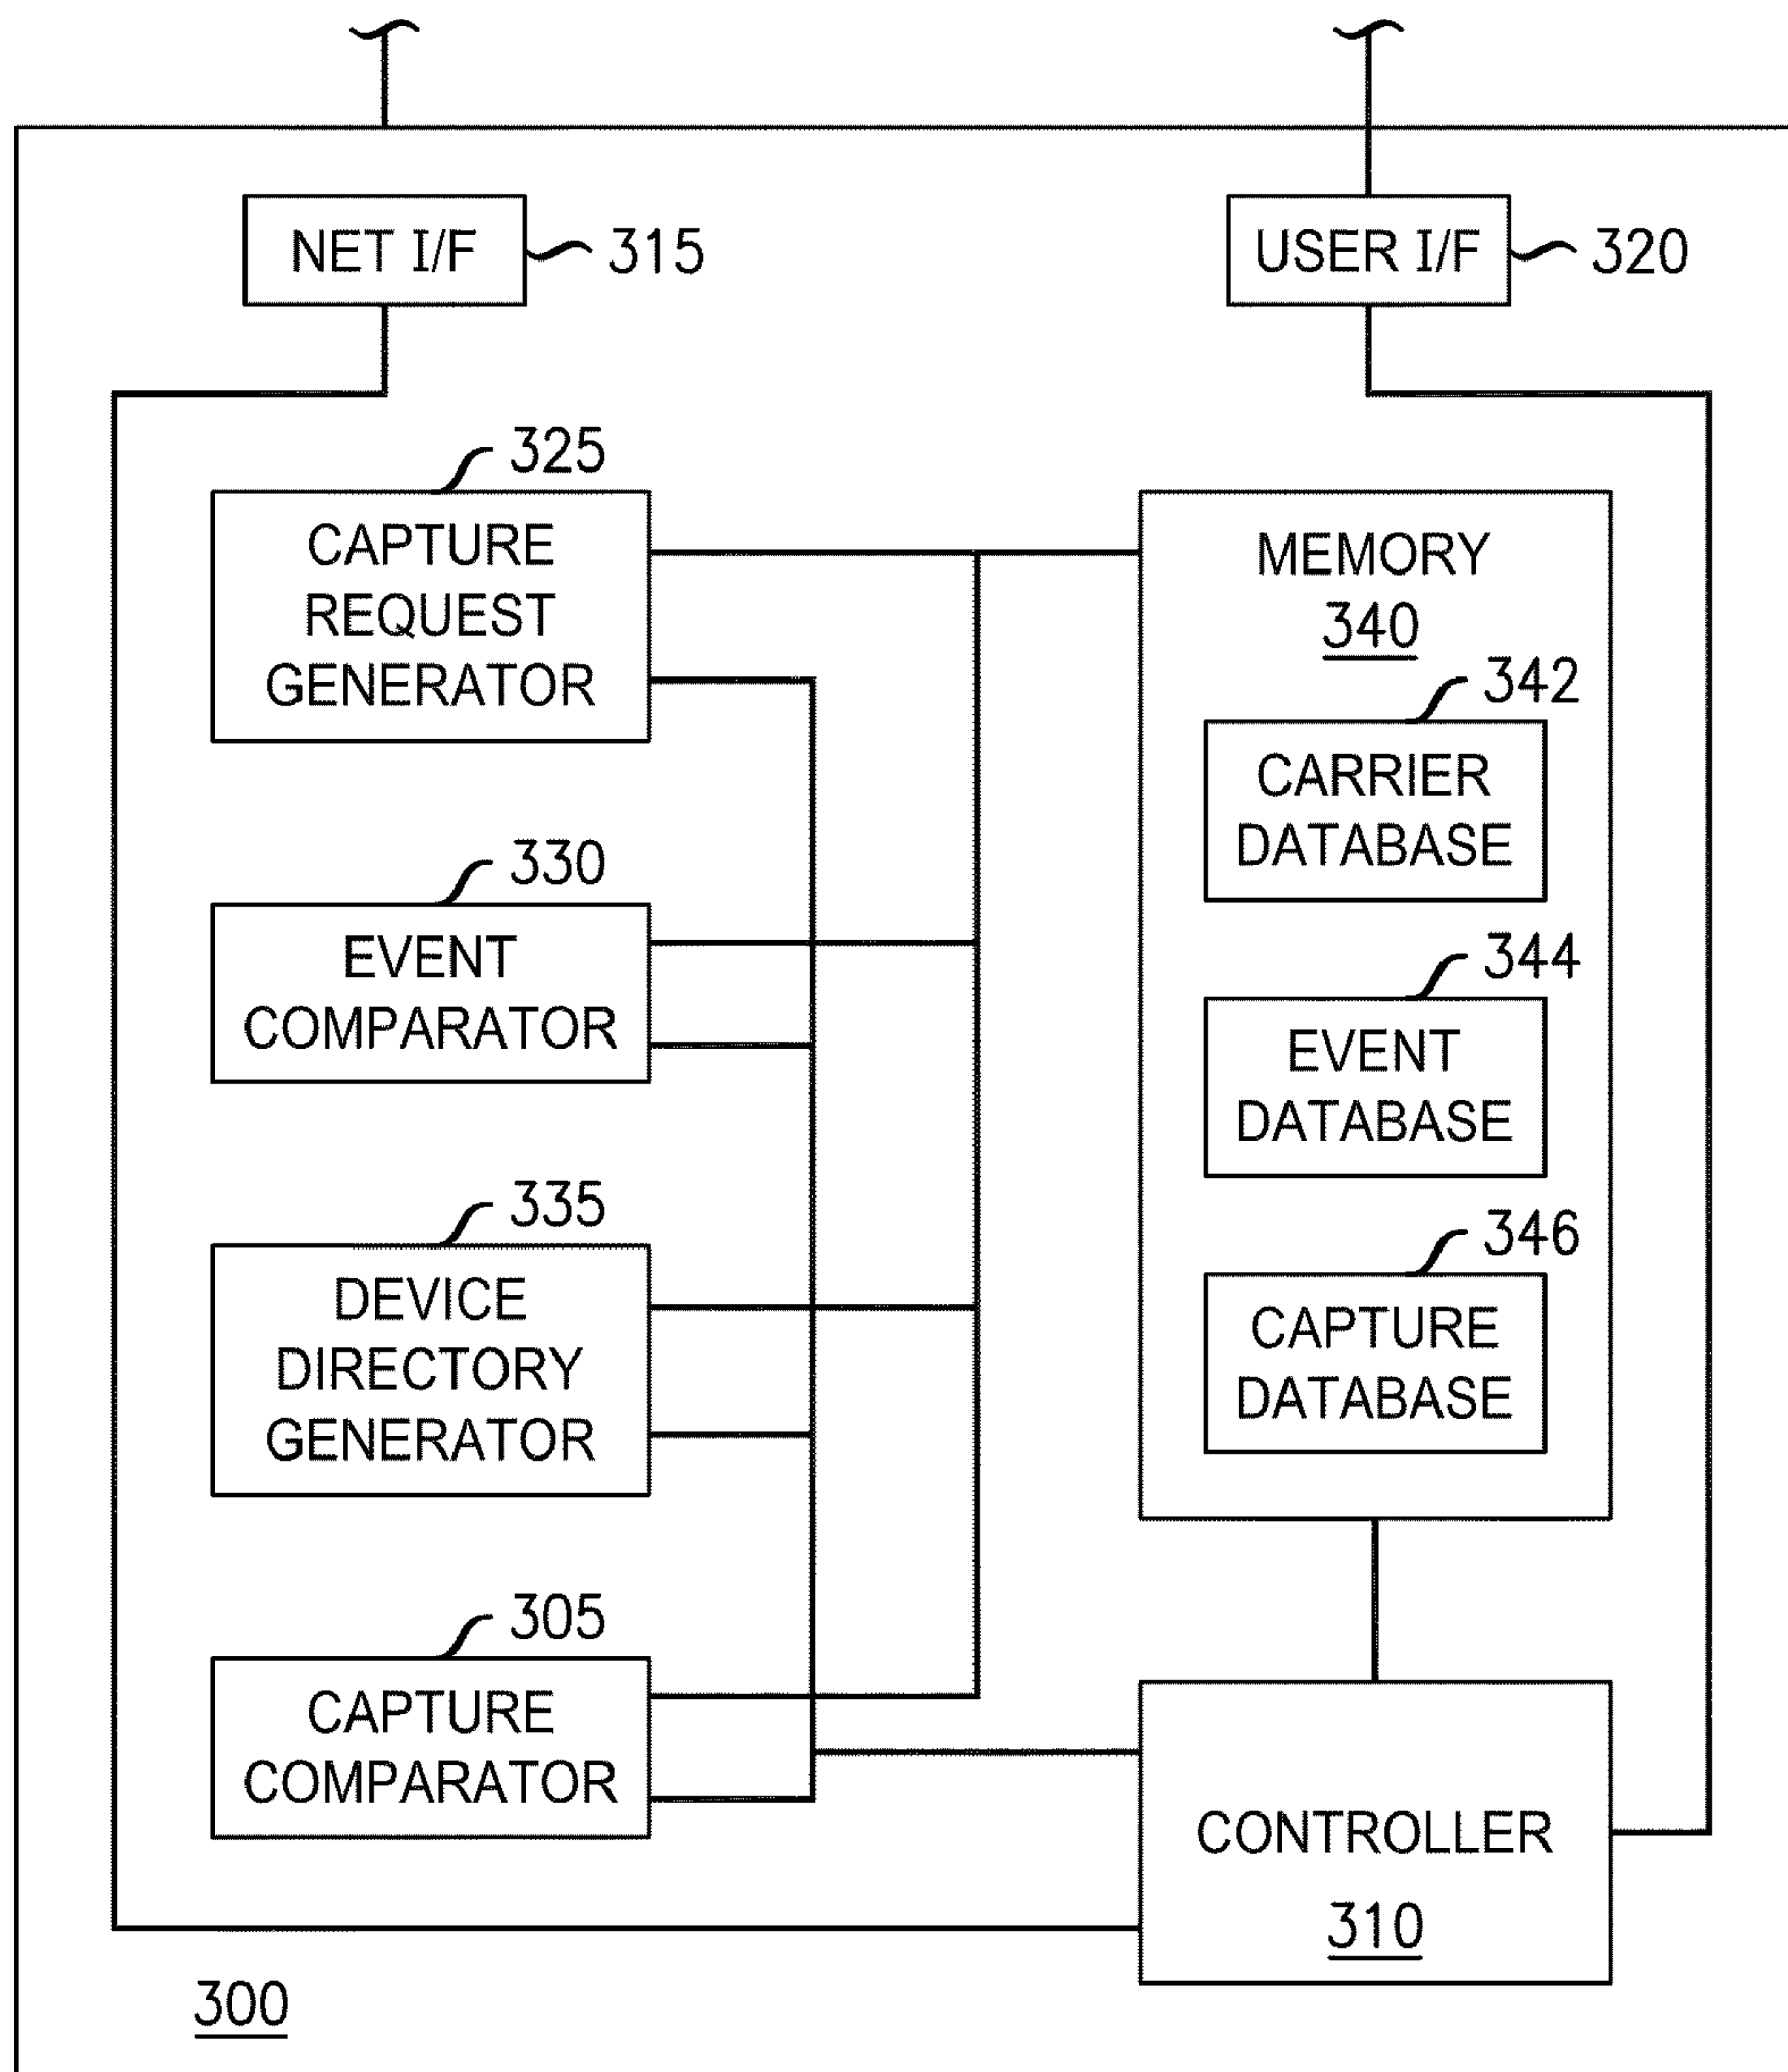 NET I/F
315
USER I/F
320
325
CAPTURE
REQUEST
GENERATOR
MEMORY
340
342
CARRIER
DATABASE
330
EVENT
COMPARATOR
344
EVENT
DATABASE
335
DEVICE
DIRECTORY
GENERATOR
346
CAPTURE
DATABASE
305
CAPTURE
COMPARATOR
CONTROLLER
310
300